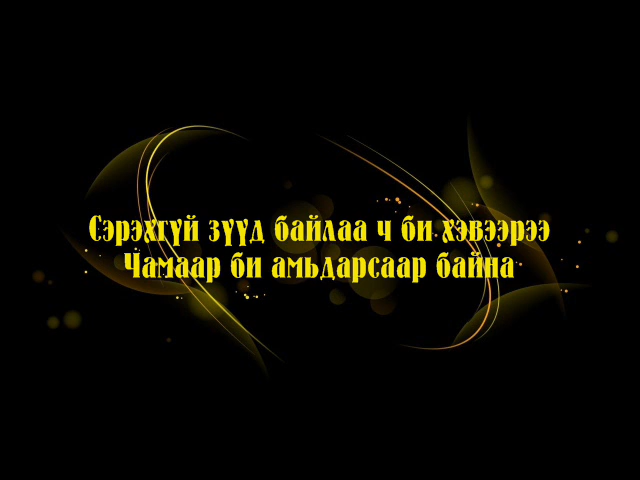 Сэрэхгүй зүүд байлаа ч би хэвээрээ
Чамаар би амьдарсаар байна